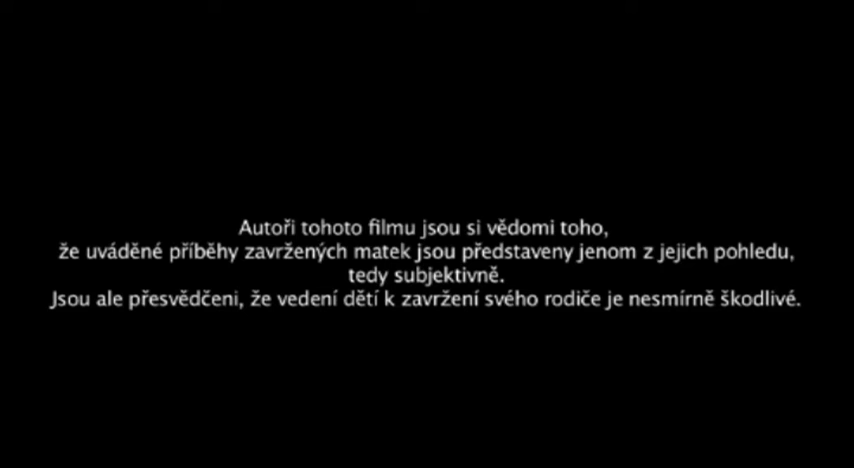 Autoři tohoto filmu jsou si vědomi toho,
že uváděné příběhy zavržených matek jsou představeny jenom z jejich pohledu,
tedy subjektivně.
Jsou ale přesvědčeni, že vedení dětí k zavržení svého rodiče je nesmírně škodlivé.